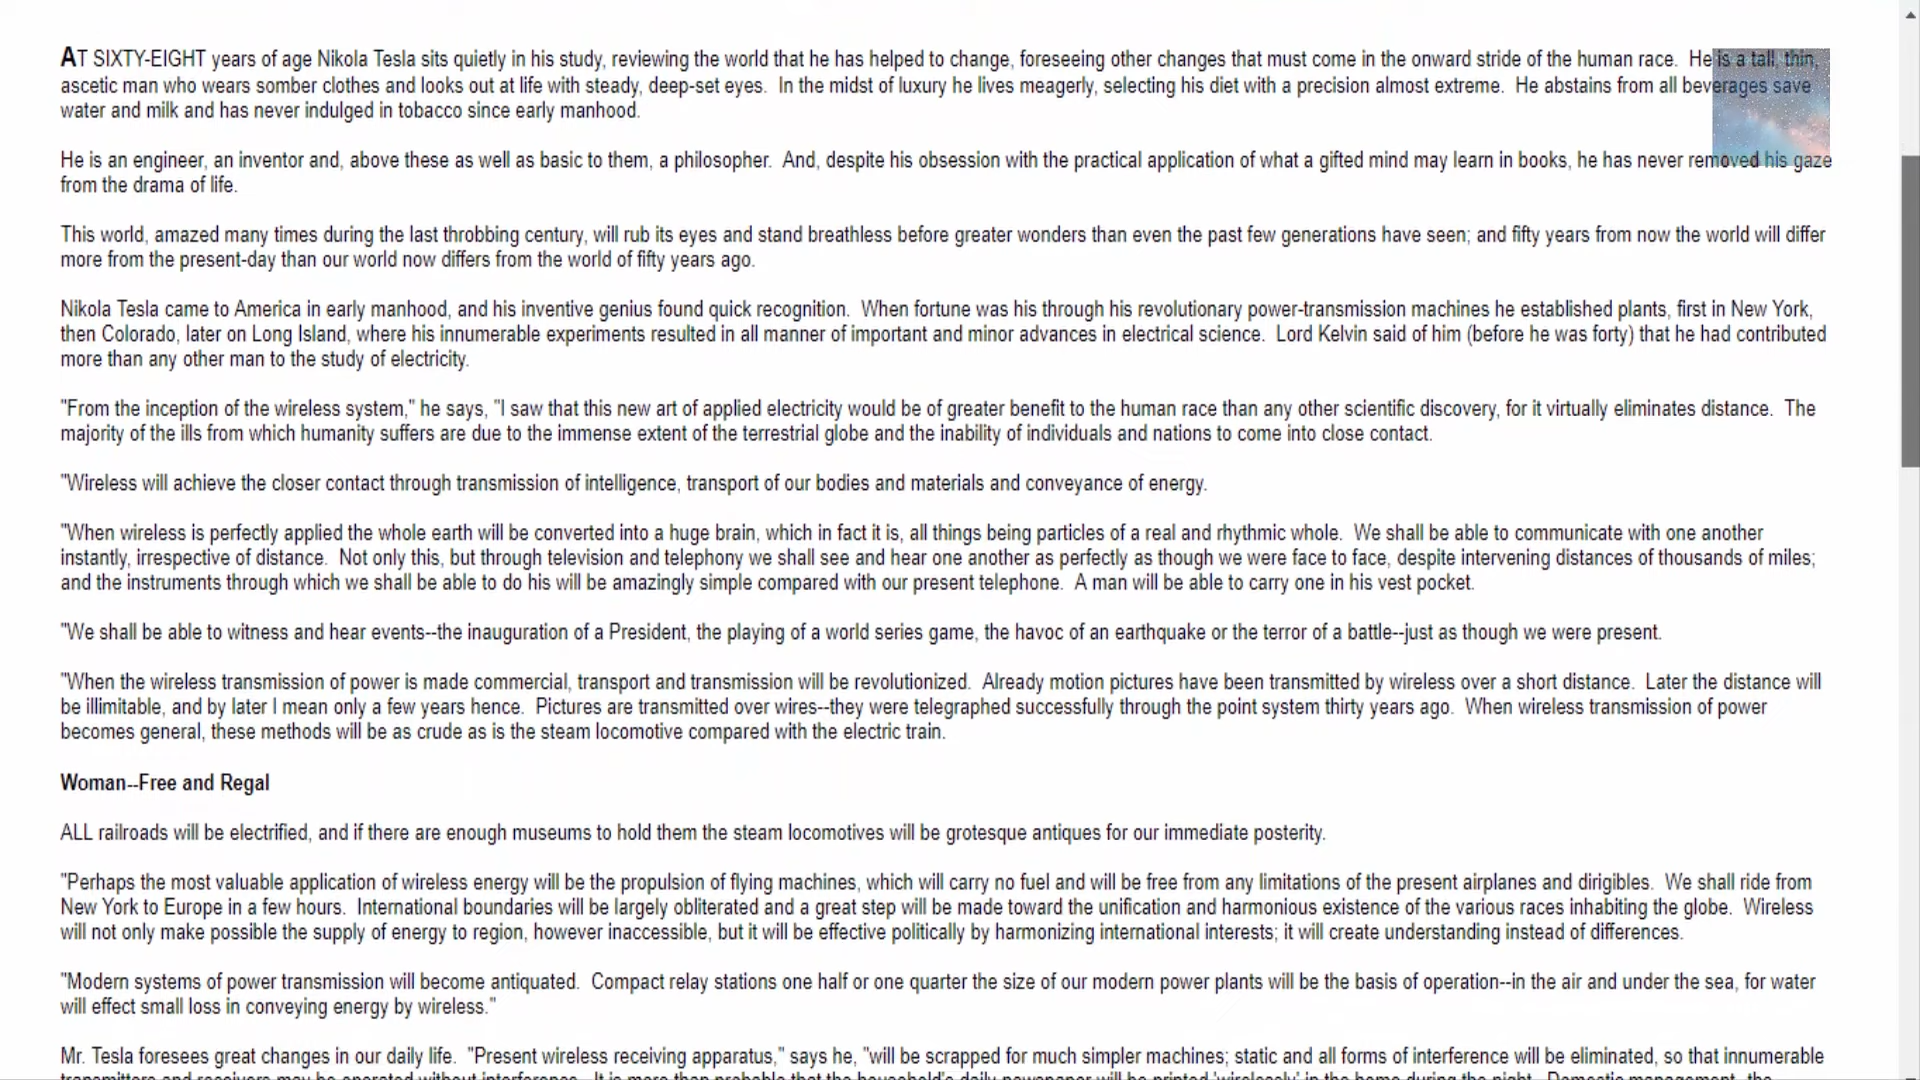 AT SIXTY-EIGHT years of age Nikola Tesla sits quietly in his study, reviewing the world that he has helped to change, foreseeing other changes that must come in the onward stride of the human race.  He is a tall, thin,
ascetic man who wears somber clothes and looks out at life with steady, deep-set eyes.  In the midst of luxury he lives meagerly, selecting his diet with a precision almost extreme.  He abstains from all beverages save
water and milk and has never indulged in tobacco since early manhood.
He is an engineer, an inventor and, above these as well as basic to them, a philosopher.  And, despite his obsession with the practical application of what a gifted mind may learn in books, he has never removed his gaze
from the drama of life.
This world, amazed many times during the last throbbing century, will rub its eyes and stand breathless before greater wonders than even the past few generations have seen; and fifty years from now the world will differ
more from the present-day than our world now differs from the world of fifty years ago.
Nikola Tesla came to America in early manhood, and his inventive genius found quick recognition.  When fortune was his through his revolutionary power-transmission machines he established plants, first in New York,
then Colorado, later on Long Island, where his innumerable experiments resulted in all manner of important and minor advances in electrical science.  Lord Kelvin said of him (before he was forty) that he had contributed
more than any other man to the study of electricity.
"From the inception of the wireless system," he says, "I saw that this new art of applied electricity would be of greater benefit to the human race than any other scientific discovery, for it virtually eliminates distance.  The
majority of the ills from which humanity suffers are due to the immense extent of the terrestrial globe and the inability of individuals and nations to come into close contact.
"Wireless will achieve the closer contact through transmission of intelligence, transport of our bodies and materials and conveyance of energy.
"When wireless is perfectly applied the whole earth will be converted into a huge brain, which in fact it is, all things being particles of a real and rhythmic whole.  We shall be able to communicate with one another
instantly, irrespective of distance.  Not only this, but through television and telephony we shall see and hear one another as perfectly as though we were face to face, despite intervening distances of thousands of miles;
and the instruments through which we shall be able to do his will be amazingly simple compared with our present telephone.  A man will be able to carry one in his vest pocket.
"We shall be able to witness and hear events--the inauguration of a President, the playing of a world series game, the havoc of an earthquake or the terror of a battle--just as though we were present.
"When the wireless transmission of power is made commercial, transport and transmission will be revolutionized.  Already motion pictures have been transmitted by wireless over a short distance.  Later the distance will
be illimitable, and by later I mean only a few years hence.  Pictures are transmitted over wires--they were telegraphed successfully through the point system thirty years ago.  When wireless transmission of power
becomes general, these methods will be as crude as is the steam locomotive compared with the electric train.
Woman--Free and Regal
ALL railroads will be electrified, and if there are enough museums to hold them the steam locomotives will be grotesque antiques for our immediate posterity.
"Perhaps the most valuable application of wireless energy will be the propulsion of flying machines, which will carry no fuel and will be free from any limitations of the present airplanes and dirigibles.  We shall ride from
New York to Europe in a few hours.  International boundaries will be largely obliterated and a great step will be made toward the unification and harmonious existence of the various races inhabiting the globe.  Wireless
will not only make possible the supply of energy to region, however inaccessible, but it will be effective politically by harmonizing international interests; it will create understanding instead of differences.
"Modern systems of power transmission will become antiquated.  Compact relay stations one half or one quarter the size of our modern power plants will be the basis of operation--in the air and under the sea, for water
will effect small loss in conveying energy by wireless."
Mr. Tesla foresees great changes in our daily life.  "Present wireless receiving apparatus," says he, "will be scrapped for much simpler machines; static and all forms of interference will be eliminated, so that innumerable